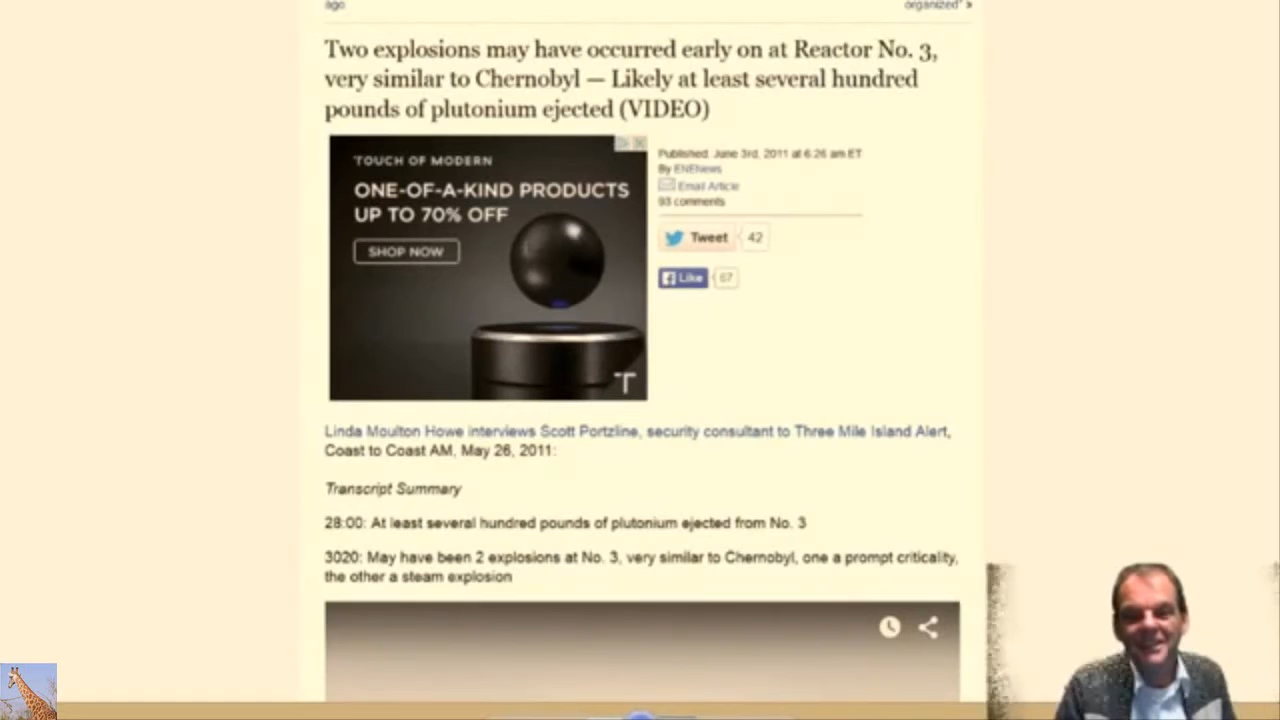 ago
organized" »
Two explosions may have occurred early on at Reactor No. 3,
very similar to Chernobyl — Likely at least several hundred
pounds of plutonium ejected (VIDEO)
TOUCH OF MODERN
ONE-OF-A-KIND PRODUCTS
UP TO 70% OFF
SHOP NOW
T
Published: June 3rd, 2011 at 6:26 am ET
By ENENews
Email Article
93 comments
Tweet 42
Like 67
Linda Moulton Howe interviews Scott Portzline, security consultant to Three Mile Island Alert,
Coast to Coast AM, May 26, 2011:
Transcript Summary
28:00: At least several hundred pounds of plutonium ejected from No. 3
3020: May have been 2 explosions at No. 3, very similar to Chernobyl, one a prompt criticality,
the other a steam explosion